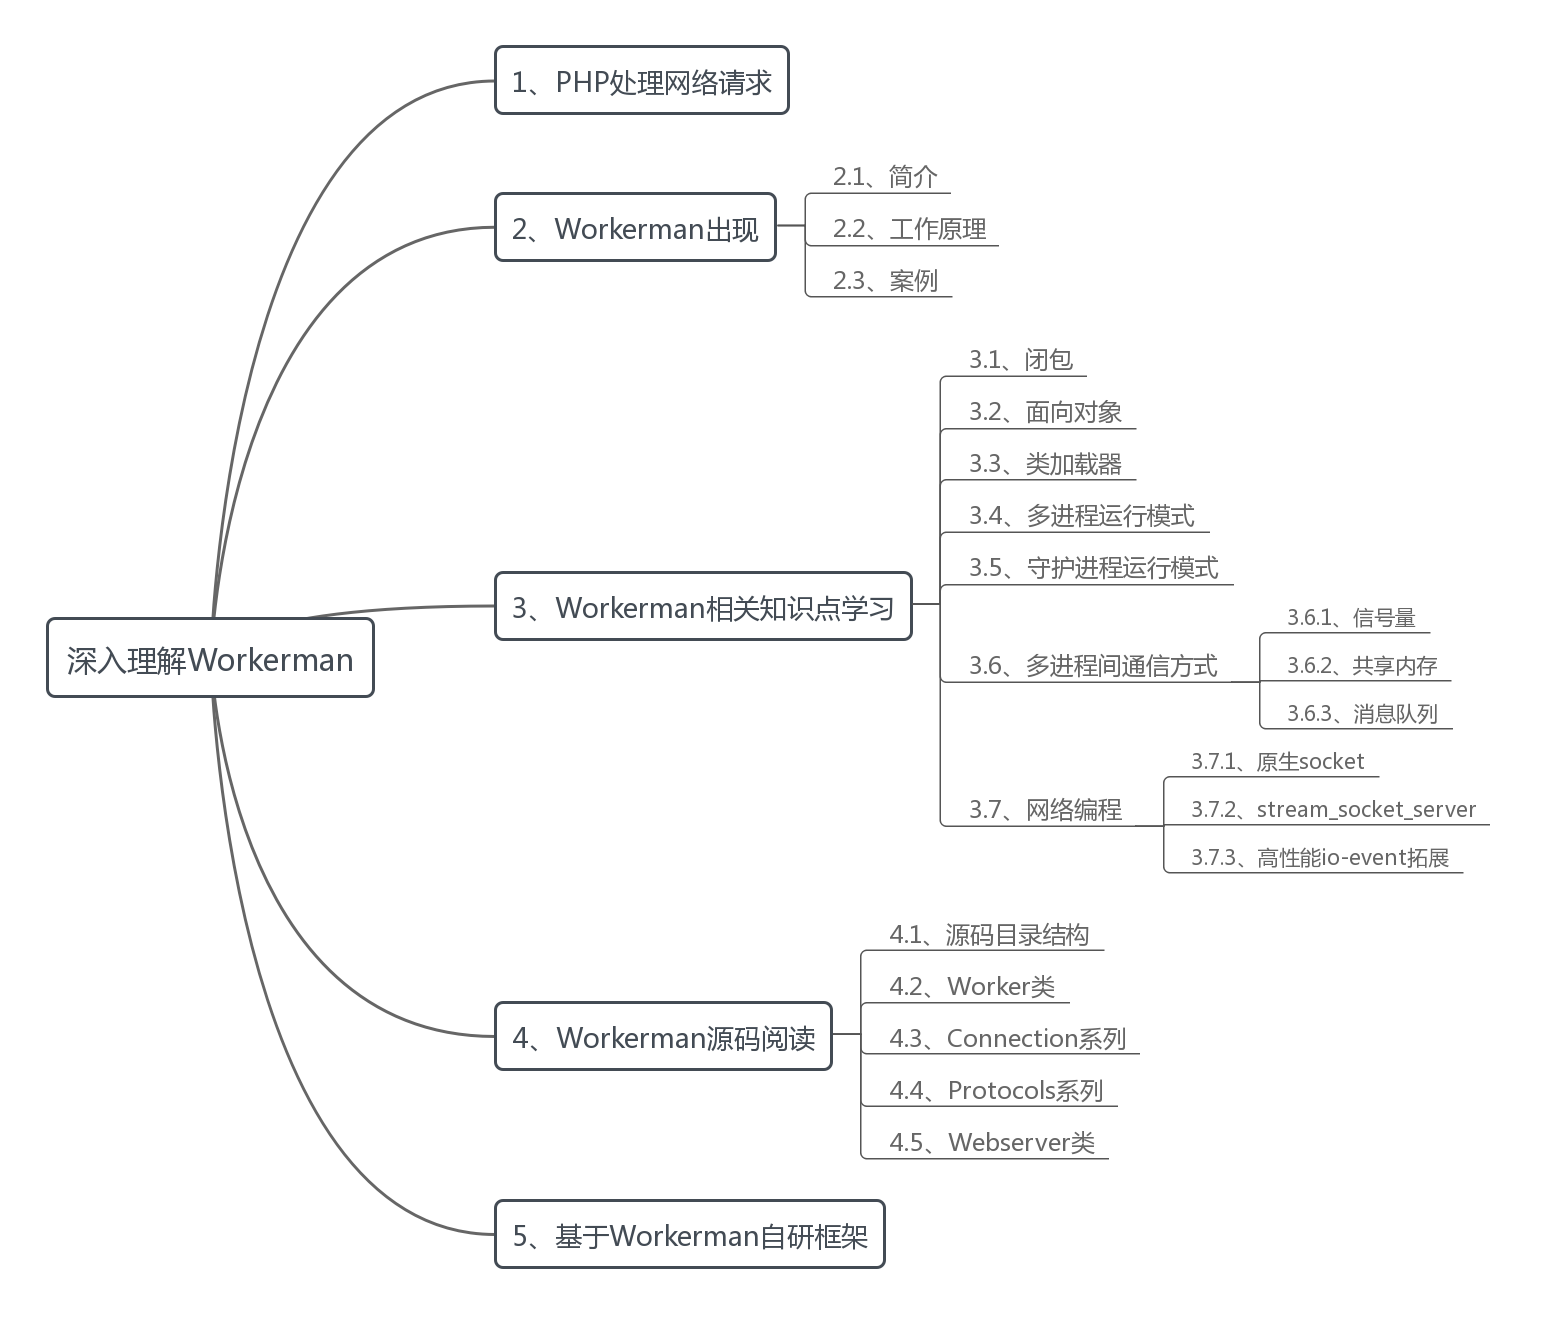 深入理解Workerman
1、PHP处理网络请求
2、Workerman出现
2.1、简介
2.2、工作原理
2.3、案例
3、Workerman相关知识点学习
3.1、闭包
3.2、面向对象
3.3、类加载器
3.4、多进程运行模式
3.5、守护进程运行模式
3.6、多进程间通信方式
3.6.1、信号量
3.6.2、共享内存
3.6.3、消息队列
3.7、网络编程
3.7.1、原生socket
3.7.2、stream_socket_server
3.7.3、高性能io-event拓展
4、Workerman源码阅读
4.1、源码目录结构
4.2、Worker类
4.3、Connection系列
4.4、Protocols系列
4.5、Webserver类
5、基于Workerman自研框架